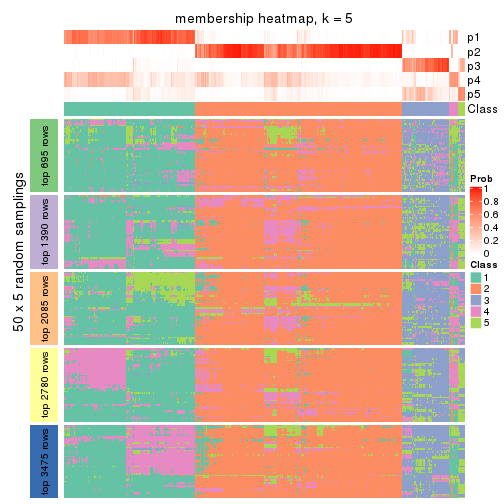 membership heatmap, k = 5
p1
p2
p3
p4
p5
Class
50 x 5 random samplings
top 695 rows
top 1390 rows
top 2085 rows
top 2780 rows
top 3475 rows
Prob
1
0.8
0.6
0.4
0.2
0
Class
1
2
3
4
5